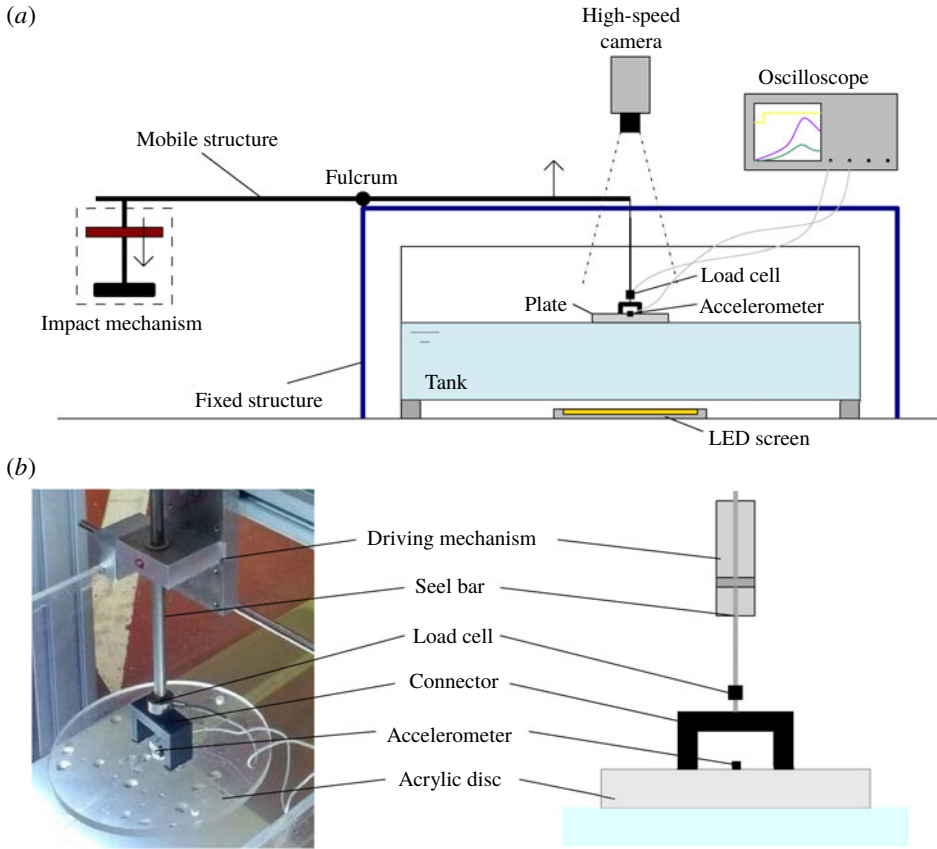 (a)
High-speed
camera
Oscilloscope
Mobile structure
Fulcrum
Load cell
Plate
Accelerometer
Impact mechanism
Tank
Fixed structure
LED screen
(b)
Driving mechanism
Seel bar
Load cell
Connector
Accelerometer
Acrylic disc